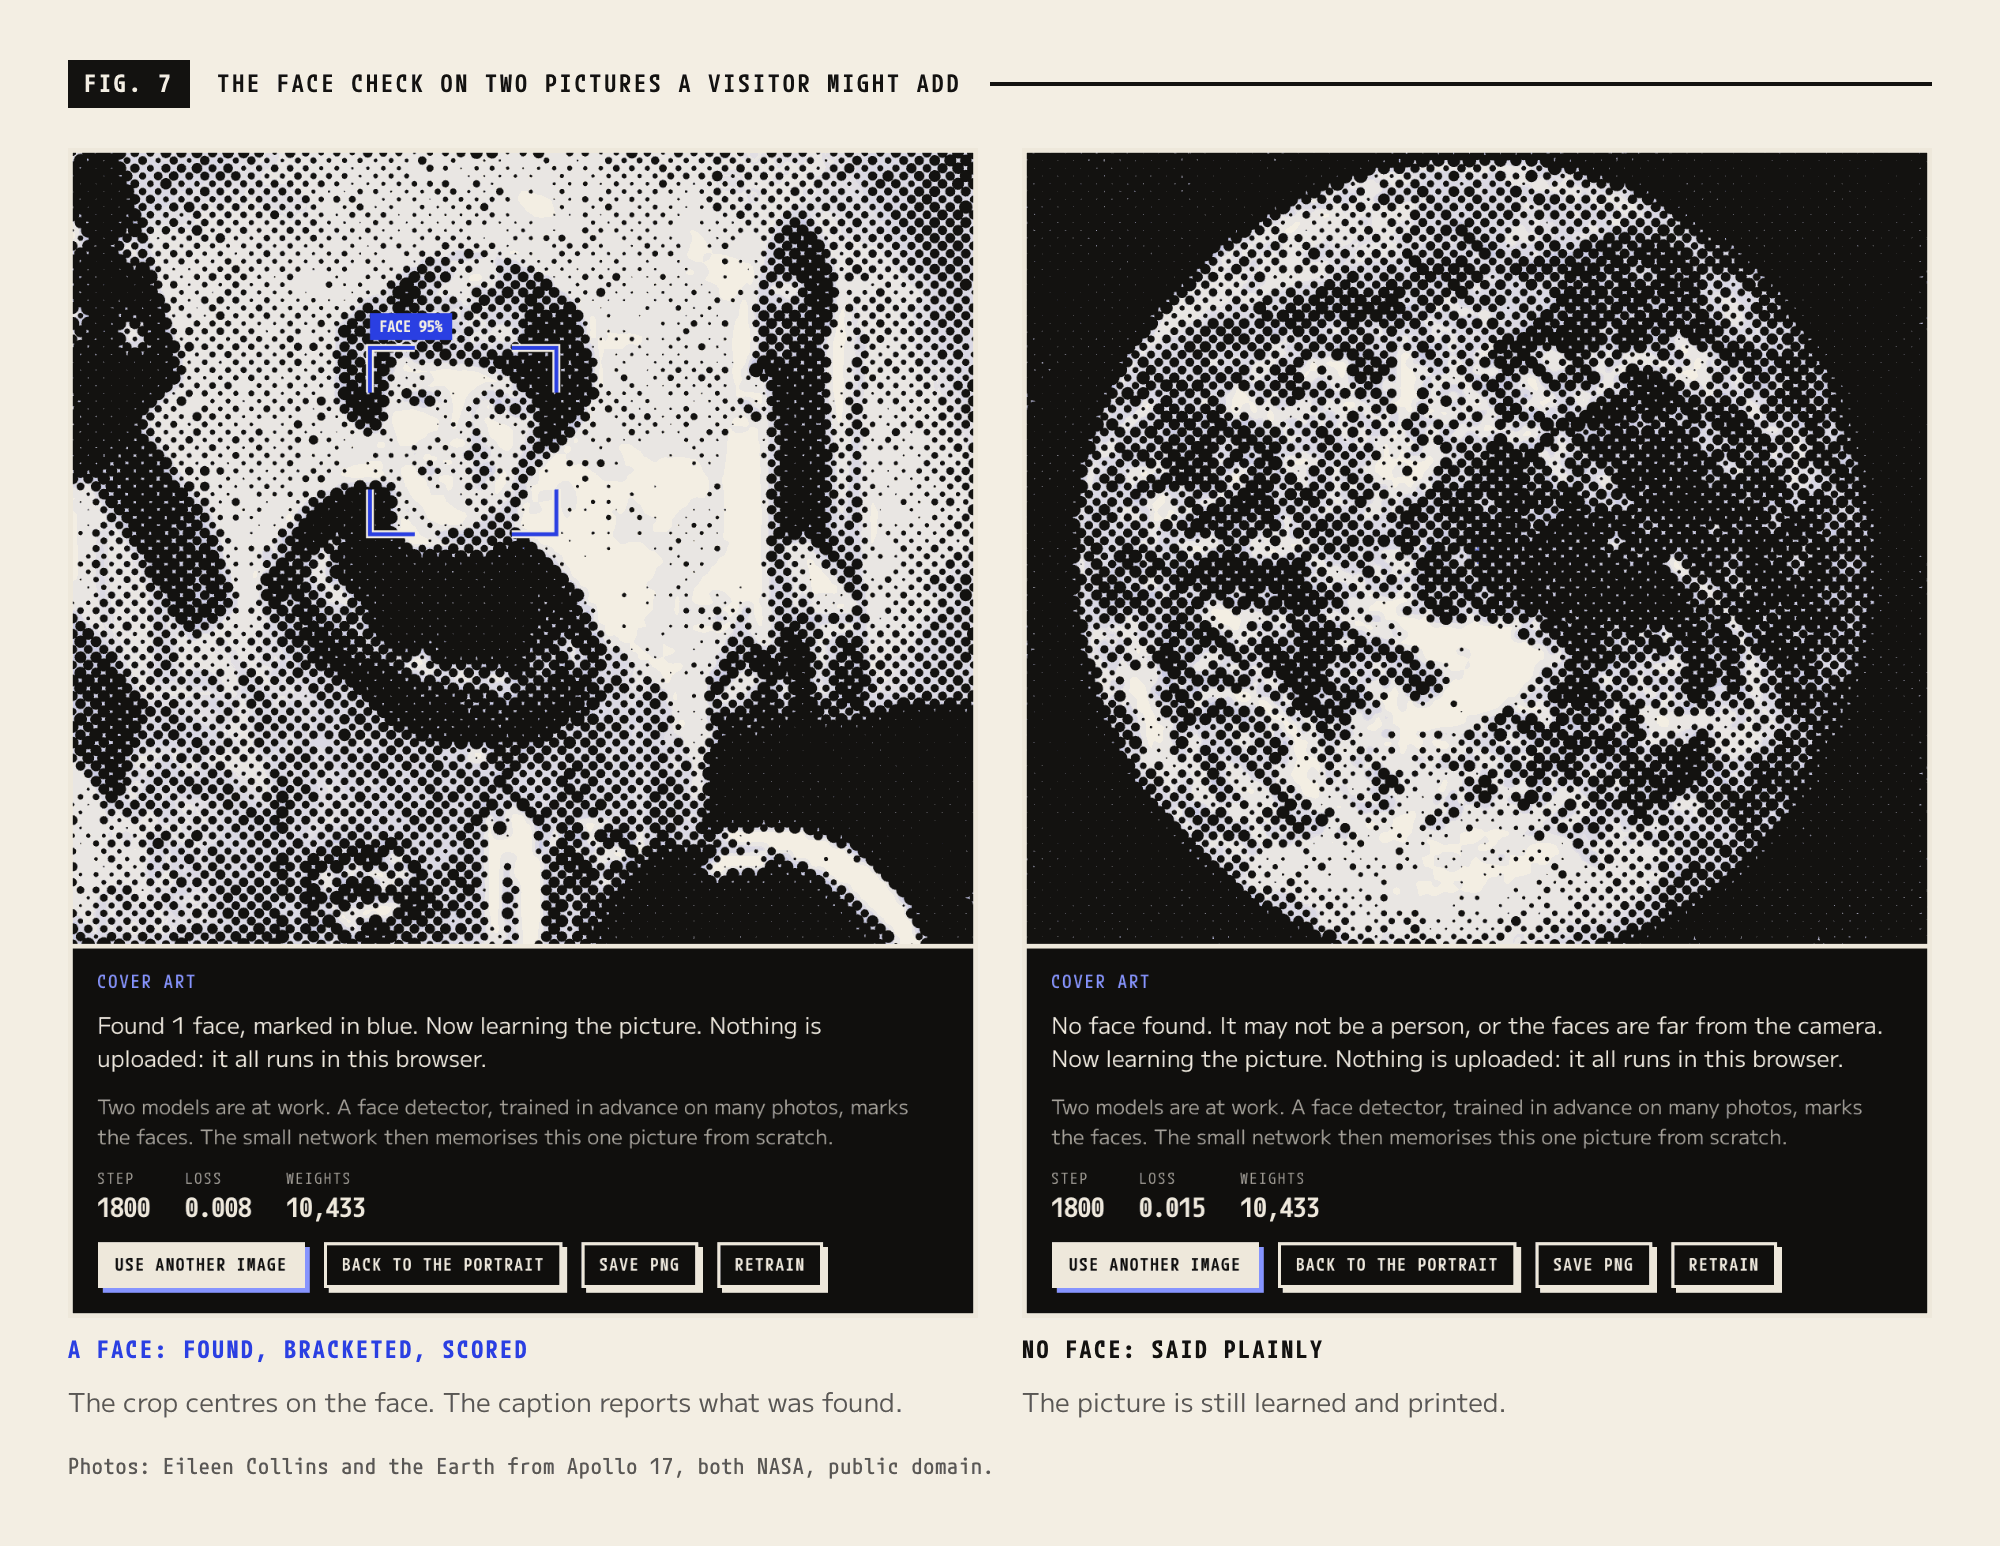 FIG. 7
THE FACE CHECK ON TWO PICTURES A VISITOR MIGHT ADD
FACE 95%
COVER ART
Found 1 face, marked in blue. Now learning the picture. Nothing is
uploaded: it all runs in this browser.
Two models are at work. A face detector, trained in advance on many photos, marks
the faces. The small network then memorises this one picture from scratch.
STEP LOSS WEIGHTS
1800 0.008 10,433
USE ANOTHER IMAGE BACK TO THE PORTRAIT SAVE PNG RETRAIN
A FACE: FOUND, BRACKETED, SCORED
The crop centres on the face. The caption reports what was found.
COVER ART
No face found. It may not be a person, or the faces are far from the camera.
Now learning the picture. Nothing is uploaded: it all runs in this browser.
Two models are at work. A face detector, trained in advance on many photos, marks
the faces. The small network then memorises this one picture from scratch.
STEP LOSS WEIGHTS
1800 0.015 10,433
USE ANOTHER IMAGE BACK TO THE PORTRAIT SAVE PNG RETRAIN
NO FACE: SAID PLAINLY
The picture is still learned and printed.
Photos: Eileen Collins and the Earth from Apollo 17, both NASA, public domain.